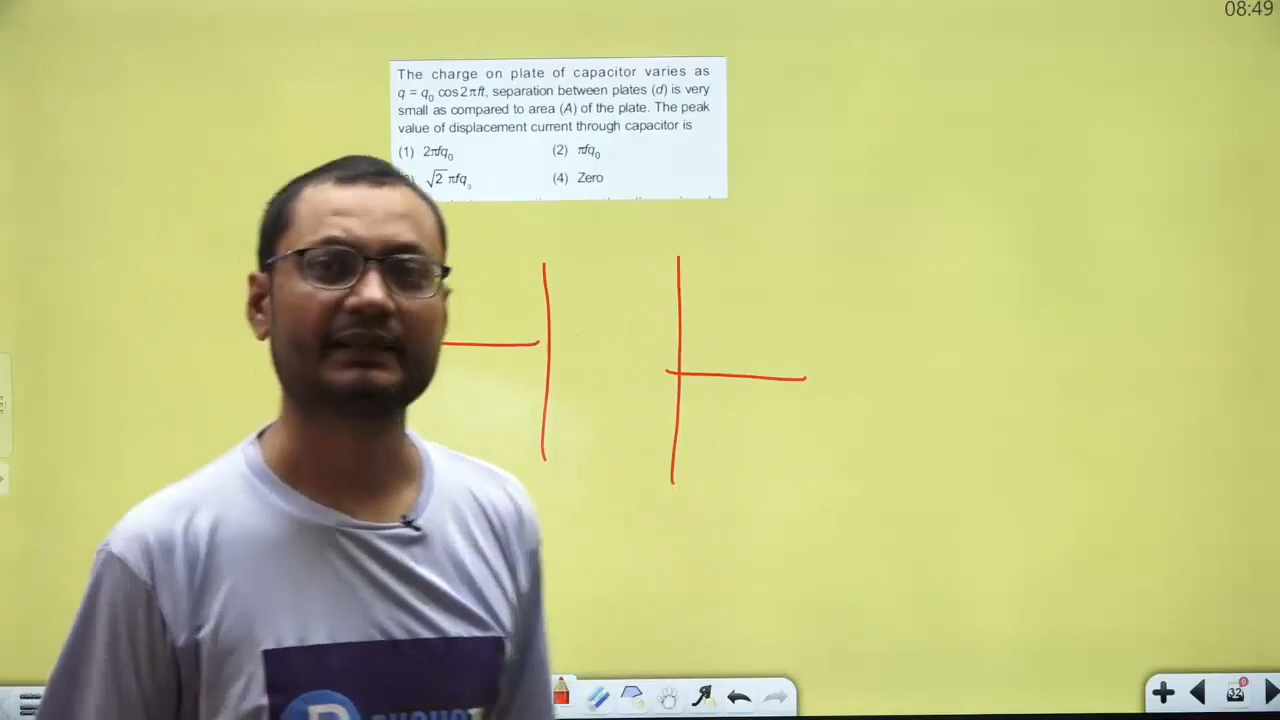 08:49
The charge on plate of capacitor varies as
q = q₀ cos2πft, separation between plates (d) is very
small as compared to area (A) of the plate. The peak
value of displacement current through capacitor is
(1) 2πfq₀ (2) πfq₀
√2 πfq₀ (4) Zero
32